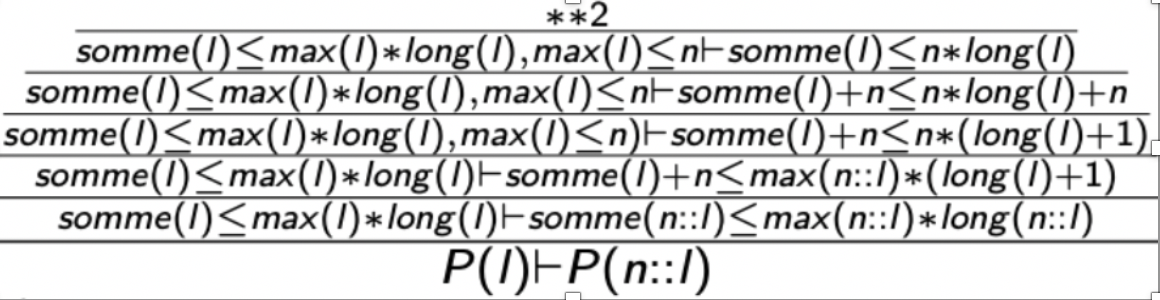 **2
somme(l)≤max(l)*long(l),max(l)≤n⊢somme(l)≤n*long(l)
somme(l)≤max(l)*long(l),max(l)≤n⊢somme(l)+n≤n*long(l)+n
somme(l)≤max(l)*long(l),max(l)≤n)⊢somme(l)+n≤n*(long(l)+1)
somme(l)≤max(l)*long(l)⊢somme(l)+n≤max(n::l)*(long(l)+1)
somme(l)≤max(l)*long(l)⊢somme(n::l)≤max(n::l)*long(n::l)
P(l)⊢P(n::l)